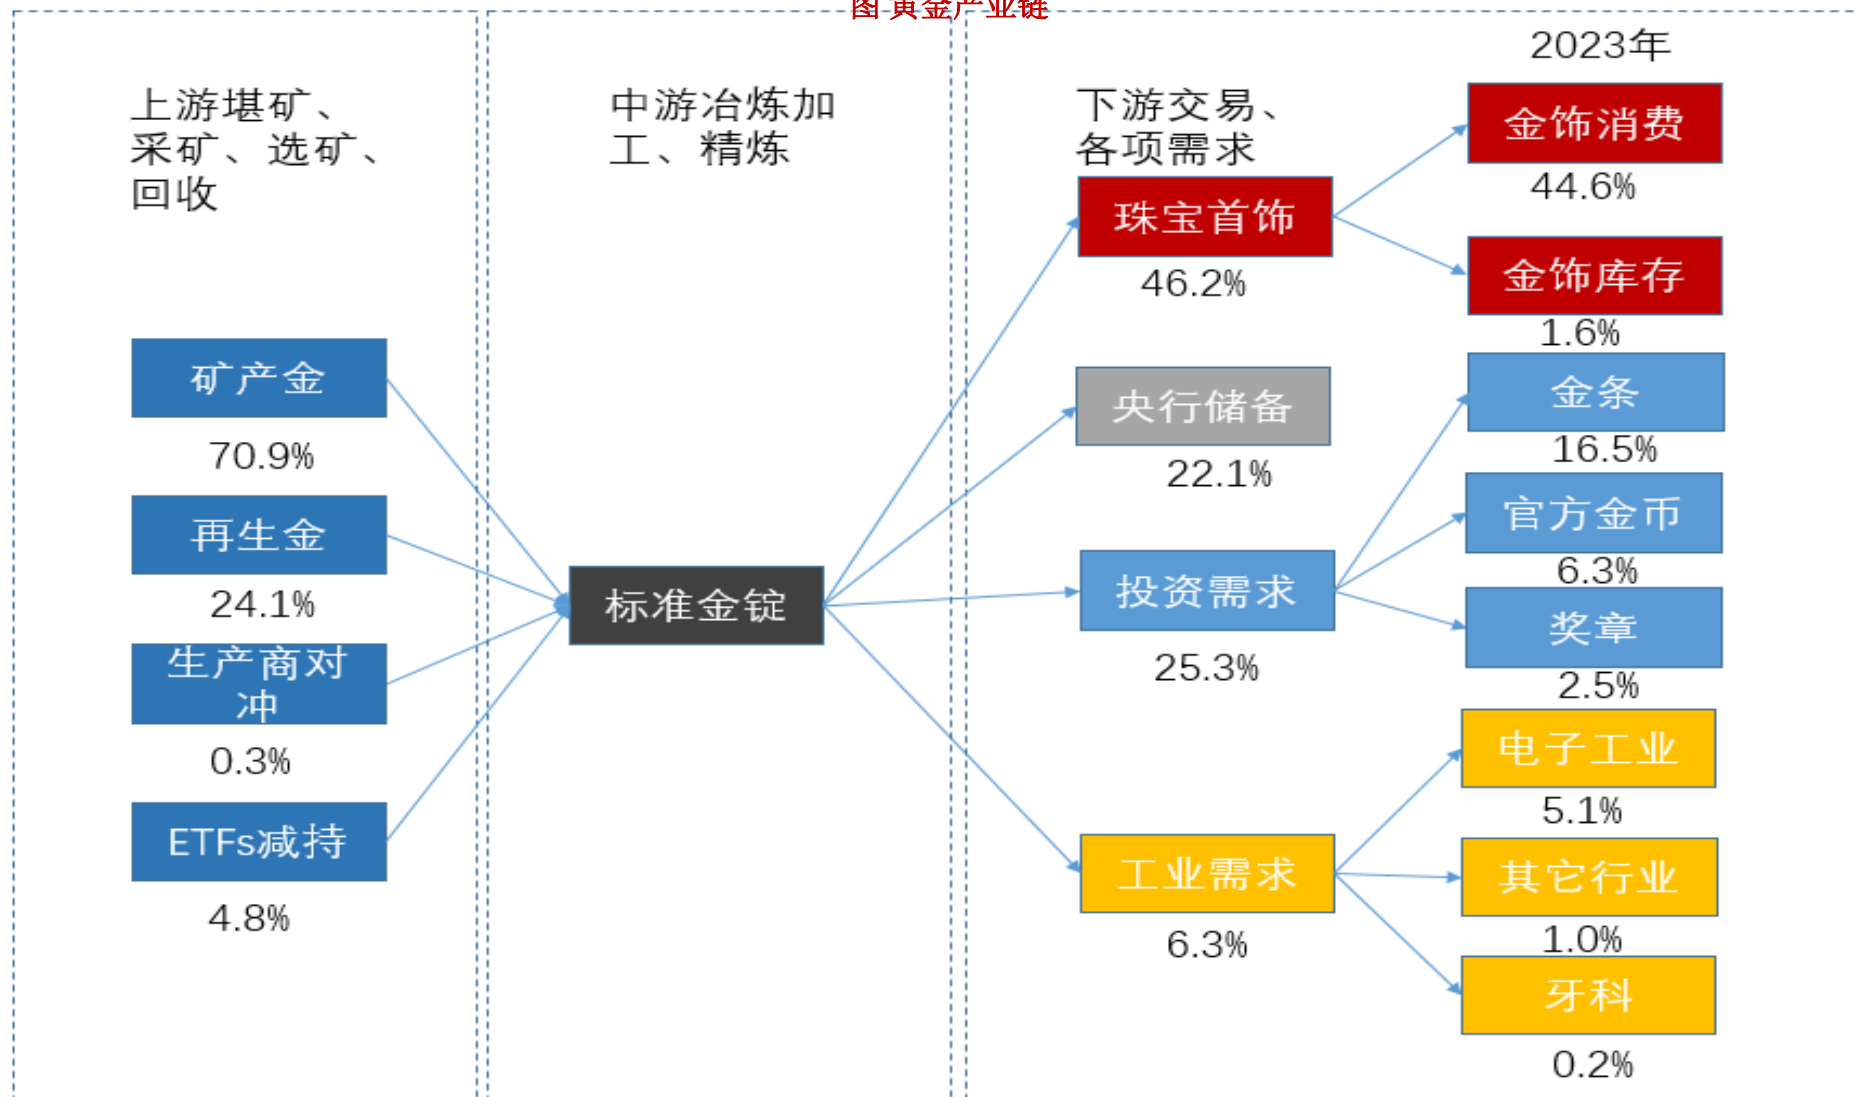 图 黄金产业链
2023年
上游堪矿、
采矿、选矿、
回收
中游冶炼加
工、精炼
下游交易、
各项需求
矿产金
70.9%
再生金
24.1%
生产商对
冲
0.3%
ETFs减持
4.8%
标准金锭
珠宝首饰
46.2%
央行储备
22.1%
投资需求
25.3%
工业需求
6.3%
金饰消费
44.6%
金饰库存
1.6%
金条
16.5%
官方金币
6.3%
奖章
2.5%
电子工业
5.1%
其它行业
1.0%
牙科
0.2%